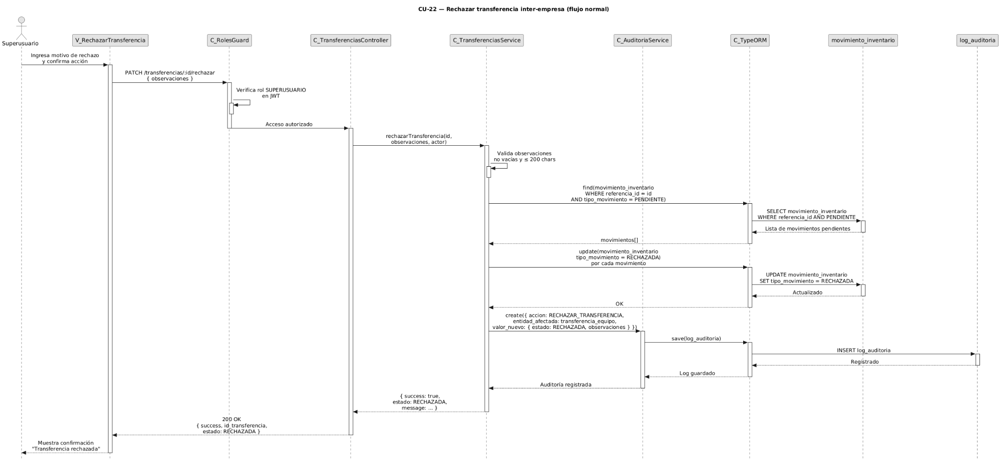 CU-22 — Rechazar transferencia inter-empresa (flujo normal)
Superusuario
V_RechazarTransferencia
C_RolesGuard
C_TransferenciasController
C_TransferenciasService
C_AuditoriaService
C_TypeORM
movimiento_inventario
log_auditoria
Ingresa motivo de rechazo
y confirma acción
PATCH /transferencias/:id/rechazar
{ observaciones }
Verifica rol SUPERUSUARIO
en JWT
Acceso autorizado
rechazarTransferencia(id,
observaciones, actor)
Valida observaciones
no vacías y ≤ 200 chars
find(movimiento_inventario
WHERE referencia_id = id
AND tipo_movimiento = PENDIENTE)
SELECT movimiento_inventario
WHERE referencia_id AND PENDIENTE
Lista de movimientos pendientes
movimientos[]
update(movimiento_inventario
tipo_movimiento = RECHAZADA)
por cada movimiento
UPDATE movimiento_inventario
SET tipo_movimiento = RECHAZADA
Actualizado
OK
create({ accion: RECHAZAR_TRANSFERENCIA,
entidad_afectada: transferencia_equipo,
valor_nuevo: { estado: RECHAZADA, observaciones } })
save(log_auditoria)
INSERT log_auditoria
Registrado
Log guardado
Auditoría registrada
{ success: true,
estado: RECHAZADA,
message: ... }
200 OK
{ success, id_transferencia,
estado: RECHAZADA }
Muestra confirmación
"Transferencia rechazada"